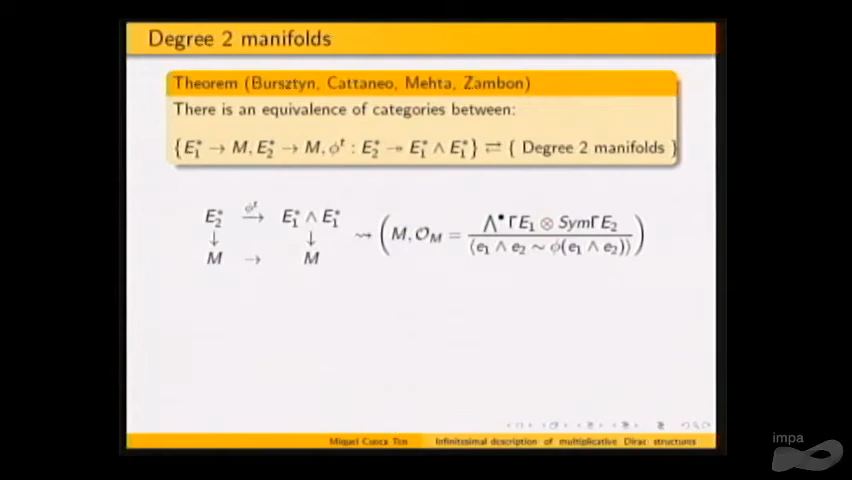 Degree 2 manifolds
Theorem (Bursztyn, Cattaneo, Mehta, Zambon)
There is an equivalence of categories between:
{E₁* → M, E₂* → M, ϕᵗ : E₂* ↠ E₁* ∧ E₁*} ⇄ { Degree 2 manifolds }
E₂* ϕᵗ→ E₁* ∧ E₁*
↓ ↓ ⇝ (M, 𝒪_M = ⋀•ΓE₁ ⊗ SymΓE₂ / ⟨e₁ ∧ e₂ ∼ ϕ(e₁ ∧ e₂)⟩)
M → M
Miquel Cueca Ten Infinitesimal description of multiplicative Dirac structures
impa